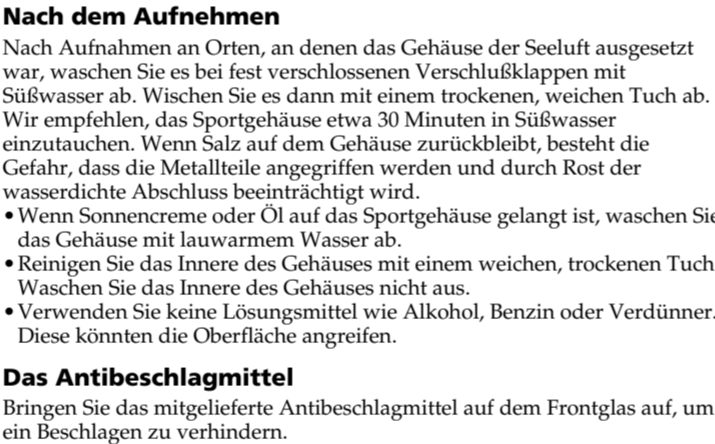 Nach dem Aufnehmen
Nach Aufnahmen an Orten, an denen das Gehäuse der Seeluft ausgesetzt
war, waschen Sie es bei fest verschlossenen Verschlußklappen mit
Süßwasser ab. Wischen Sie es dann mit einem trockenen, weichen Tuch ab.
Wir empfehlen, das Sportgehäuse etwa 30 Minuten in Süßwasser
einzutauchen. Wenn Salz auf dem Gehäuse zurückbleibt, besteht die
Gefahr, dass die Metallteile angegriffen werden und durch Rost der
wasserdichte Abschluss beeinträchtigt wird.
• Wenn Sonnencreme oder Öl auf das Sportgehäuse gelangt ist, waschen Sie
das Gehäuse mit lauwarmem Wasser ab.
• Reinigen Sie das Innere des Gehäuses mit einem weichen, trockenen Tuch
Waschen Sie das Innere des Gehäuses nicht aus.
• Verwenden Sie keine Lösungsmittel wie Alkohol, Benzin oder Verdünner.
Diese könnten die Oberfläche angreifen.
Das Antibeschlagmittel
Bringen Sie das mitgelieferte Antibeschlagmittel auf dem Frontglas auf, um
ein Beschlagen zu verhindern.